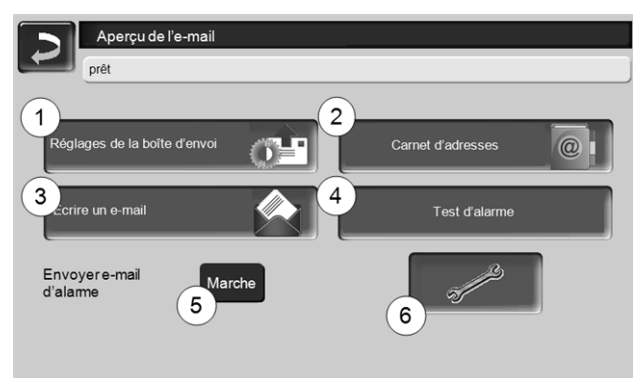 Aperçu de l'e-mail
prêt
1
2
Réglages de la boîte d'envoi
Carnet d'adresses
@
3
4
Ecrire un e-mail
Test d'alarme
Envoyer e-mail
d'alarme
Marche
5
6